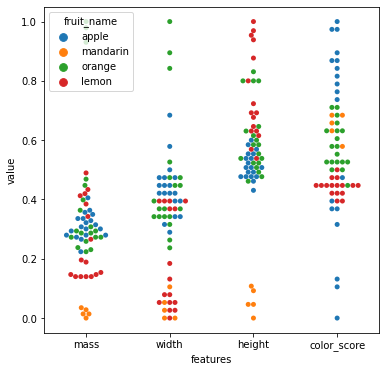 fruit_name
apple
mandarin
orange
lemon
1.0
0.8
0.6
0.4
0.2
0.0
value
mass width height color_score
features